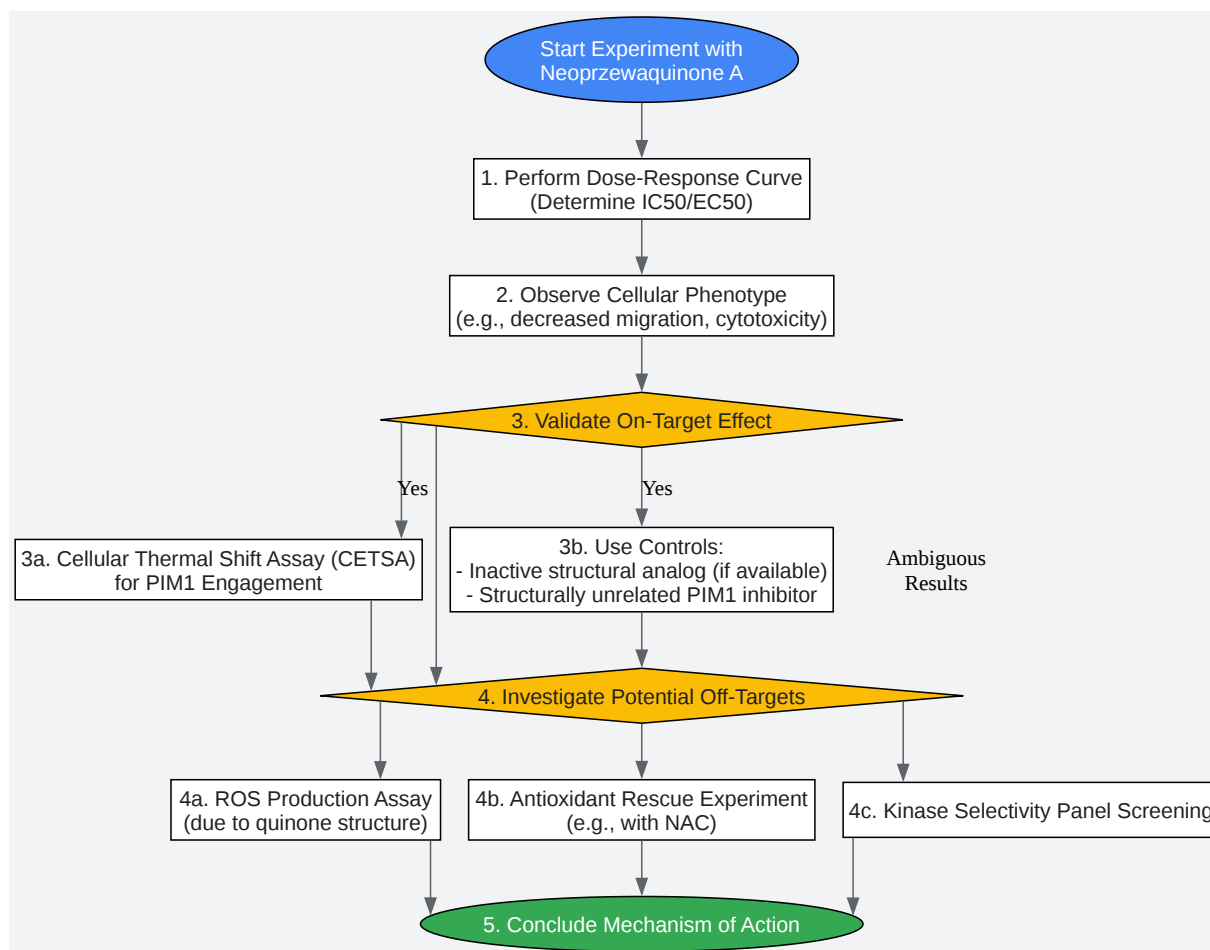 Start Experiment with
Neoprzewaquinone A
1. Perform Dose-Response Curve
(Determine IC50/EC50)
2. Observe Cellular Phenotype
(e.g., decreased migration, cytotoxicity)
3. Validate On-Target Effect
Yes
Yes
3a. Cellular Thermal Shift Assay (CETSA)
for PIM1 Engagement
3b. Use Controls:
- Inactive structural analog (if available)
- Structurally unrelated PIM1 inhibitor
Ambiguous
Results
4. Investigate Potential Off-Targets
4a. ROS Production Assay
(due to quinone structure)
4b. Antioxidant Rescue Experiment
(e.g., with NAC)
4c. Kinase Selectivity Panel Screening
5. Conclude Mechanism of Action